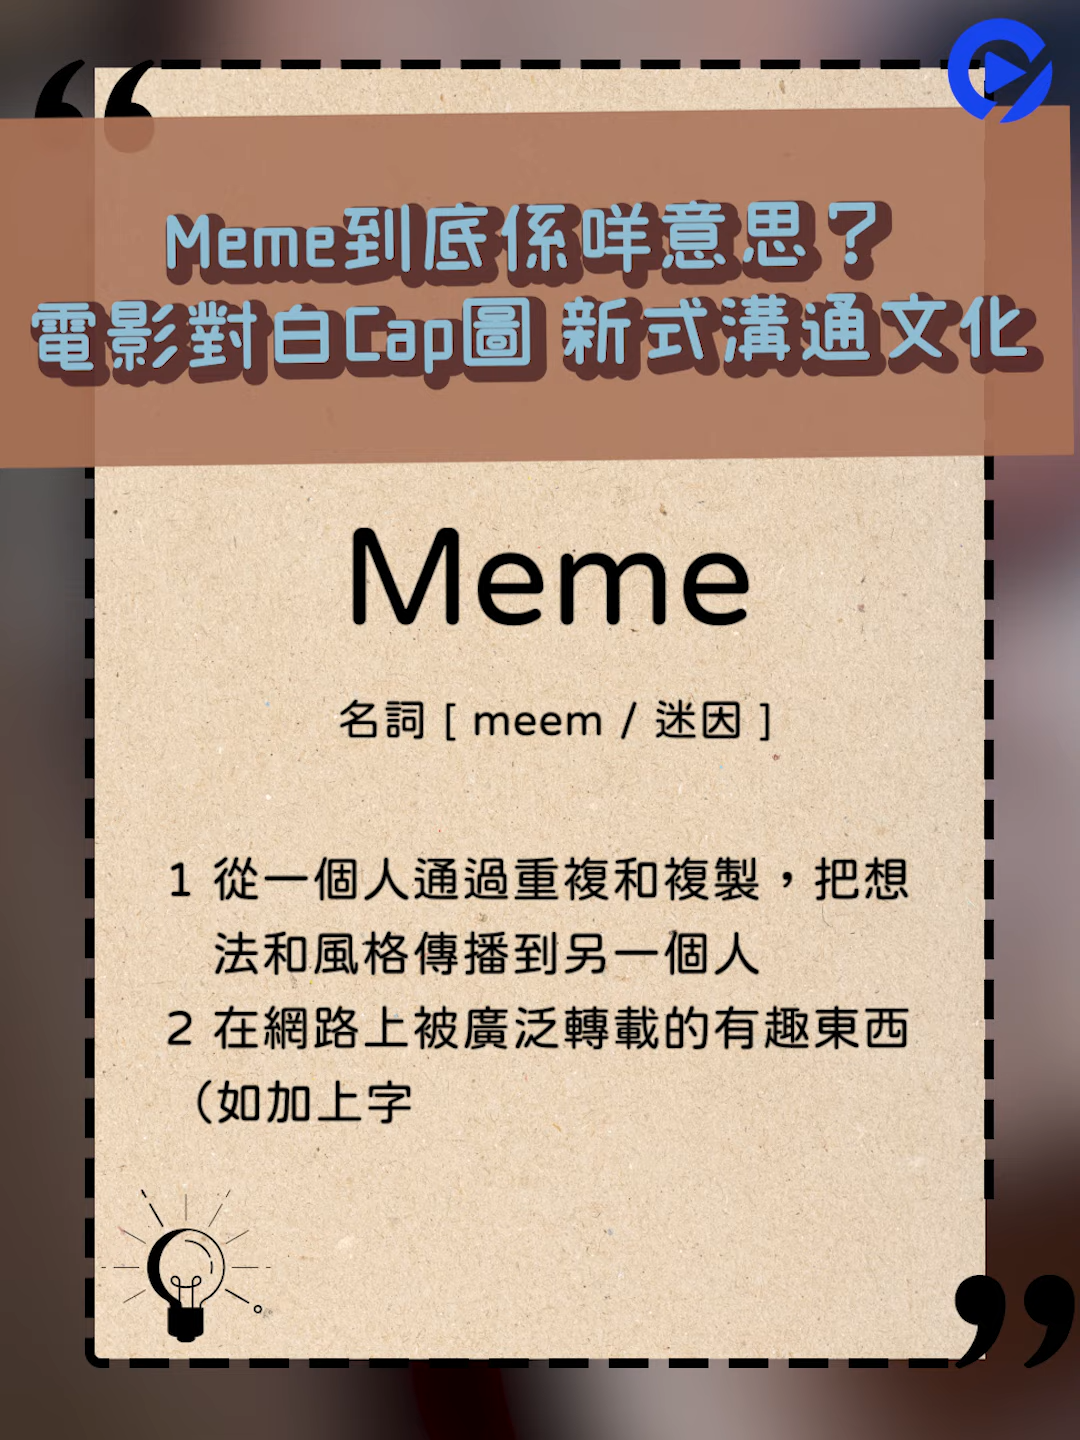 Meme到底係咩意思？
電影對白Cap圖 新式溝通文化
Meme
名詞 [ meem / 迷因 ]
1 從一個人通過重複和複製，把想
法和風格傳播到另一個人
2 在網路上被廣泛轉載的有趣東西
（如加上字